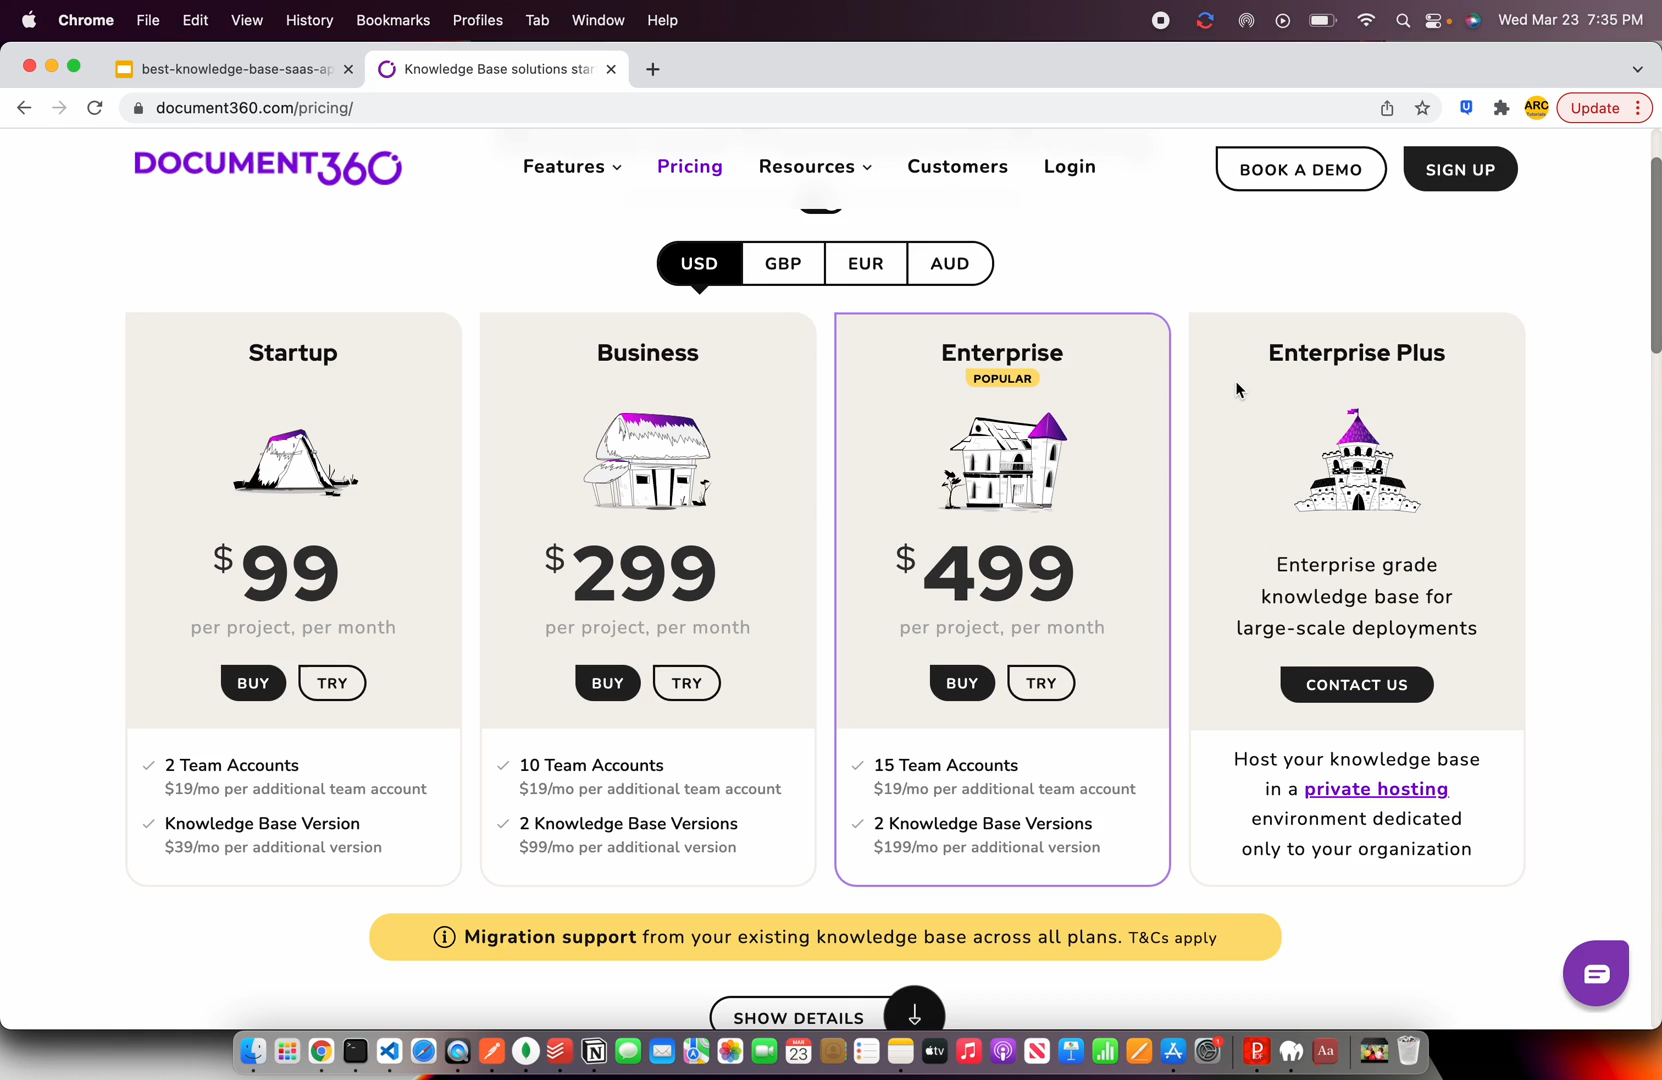 Chrome File Edit View History Bookmarks Profiles Tab Window Help Wed Mar 23 7:35 PM
best-knowledge-base-saas-ap
Knowledge Base solutions star
document360.com/pricing/
ARC
Update
DOCUMENT360
Features Pricing Resources Customers Login
BOOK A DEMO
SIGN UP
USD GBP EUR AUD
Startup
$99
per project, per month
BUY TRY
2 Team Accounts
$19/mo per additional team account
Knowledge Base Version
$39/mo per additional version
Business
$299
per project, per month
BUY TRY
10 Team Accounts
$19/mo per additional team account
2 Knowledge Base Versions
$99/mo per additional version
Enterprise
POPULAR
$499
per project, per month
BUY TRY
15 Team Accounts
$19/mo per additional team account
2 Knowledge Base Versions
$199/mo per additional version
Enterprise Plus
Enterprise grade
knowledge base for
large-scale deployments
CONTACT US
Host your knowledge base
in a private hosting
environment dedicated
only to your organization
Migration support from your existing knowledge base across all plans. T&Cs apply
SHOW DETAILS
MAR
23
tv
1
Aa